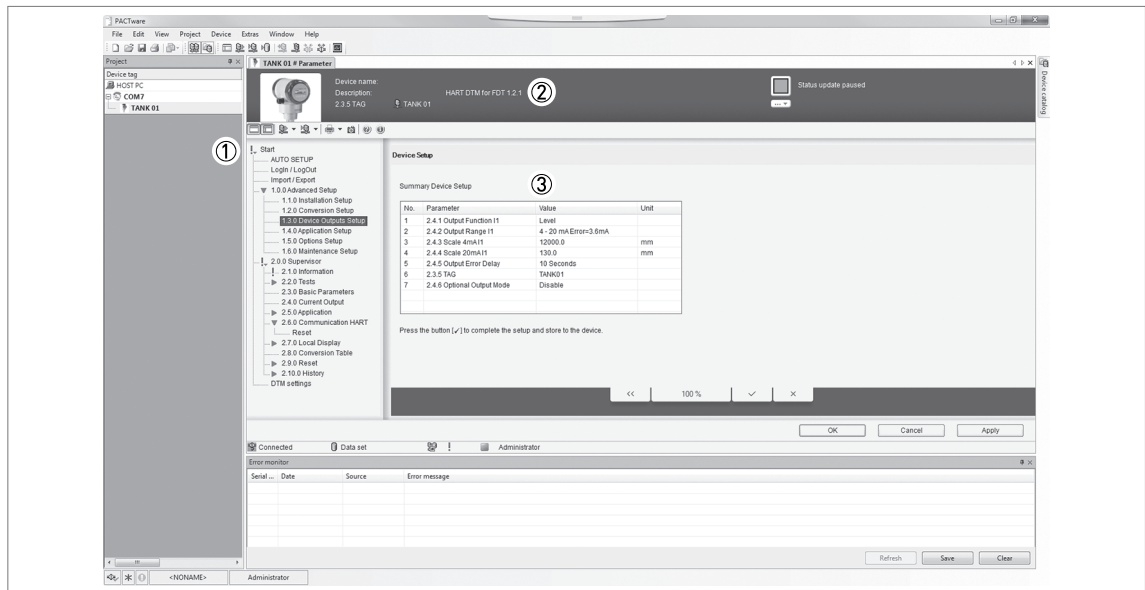 PACTware
File Edit View Project Device Extras Window Help
Project
Device tag
HOST PC
COM7
TANK 01
TANK 01 # Parameter
Device name:
Description: HART DTM for FDT 1.2.1
2.3.5 TAG TANK 01
②
Status update paused
Device catalog
①
Start
AUTO SETUP
LogIn / LogOut
Import / Export
1.0.0 Advanced Setup
1.1.0 Installation Setup
1.2.0 Conversion Setup
1.3.0 Device Outputs Setup
1.4.0 Application Setup
1.5.0 Options Setup
1.6.0 Maintenance Setup
2.0.0 Supervisor
2.1.0 Information
2.2.0 Tests
2.3.0 Basic Parameters
2.4.0 Current Output
2.5.0 Application
2.6.0 Communication HART
Reset
2.7.0 Local Display
2.8.0 Conversion Table
2.9.0 Reset
2.10.0 History
DTM settings
Device Setup
Summary Device Setup
③
No. Parameter Value Unit
1 2.4.1 Output Function I1 Level
2 2.4.2 Output Range I1 4 - 20 mA Error=3.6mA
3 2.4.3 Scale 4mA I1 12000.0 mm
4 2.4.4 Scale 20mA I1 130.0 mm
5 2.4.5 Output Error Delay 10 Seconds
6 2.3.5 TAG TANK01
7 2.4.6 Optional Output Mode Disable
Press the button [✓] to complete the setup and store to the device.
<< 100 % ✓ ×
OK Cancel Apply
Connected Data set Administrator
Error monitor
Serial ... Date Source Error message
Refresh Save Clear
<NONAME> Administrator